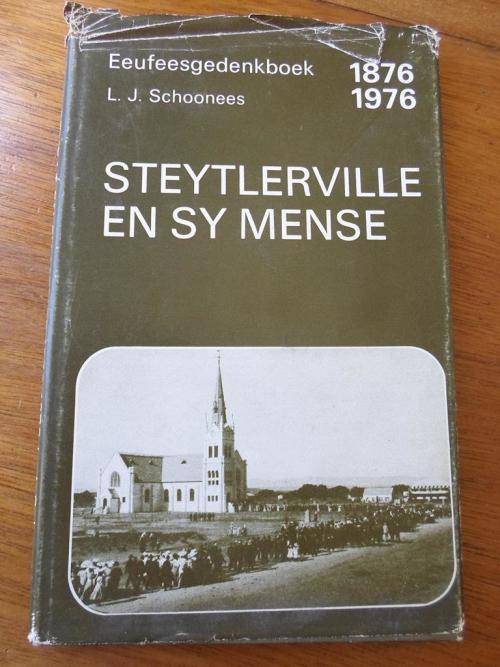 Eeufeesgedenkboek 1876
L. J. Schoonees 1976
STEYTLERVILLE
EN SY MENSE